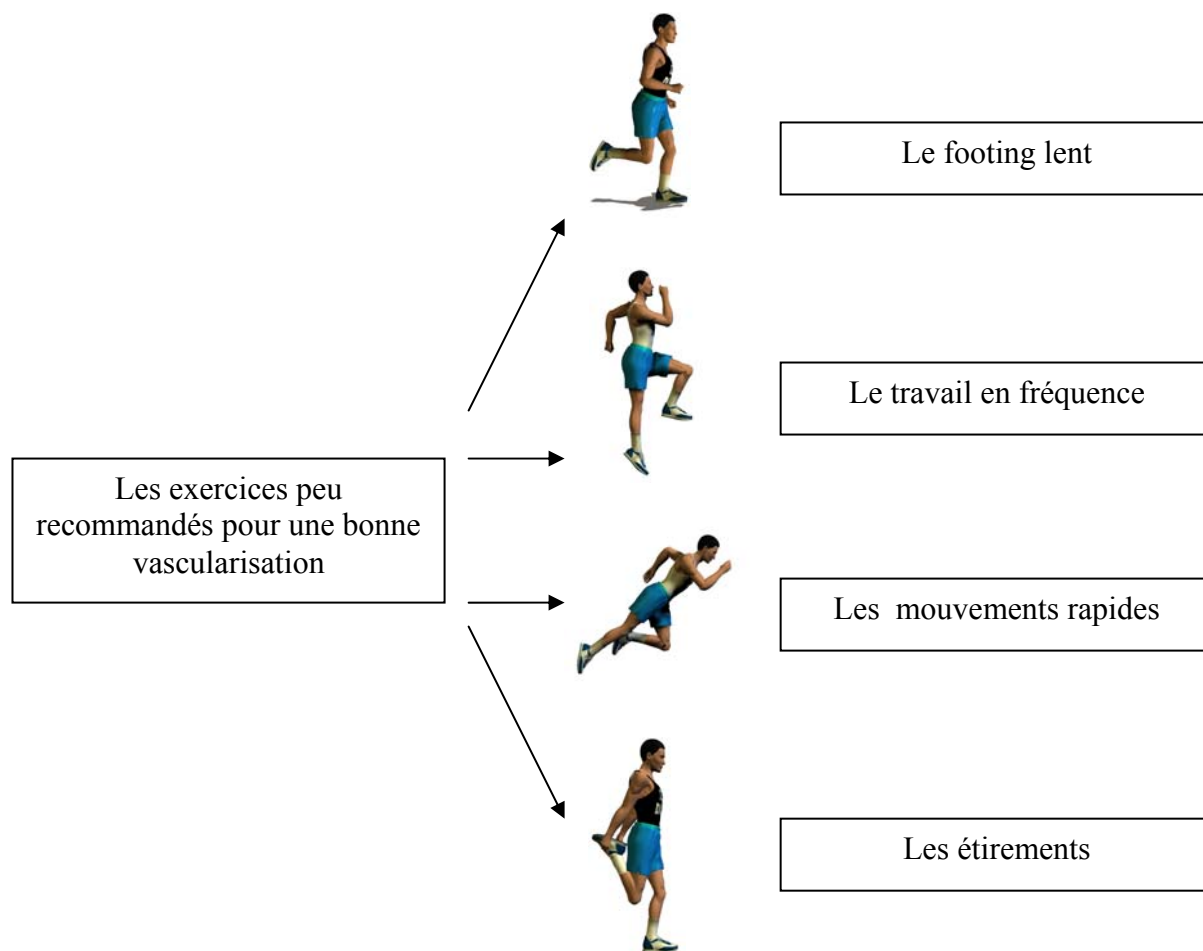 Le footing lent
Le travail en fréquence
Les exercices peu
recommandés pour une bonne
vascularisation
Les mouvements rapides
Les étirements